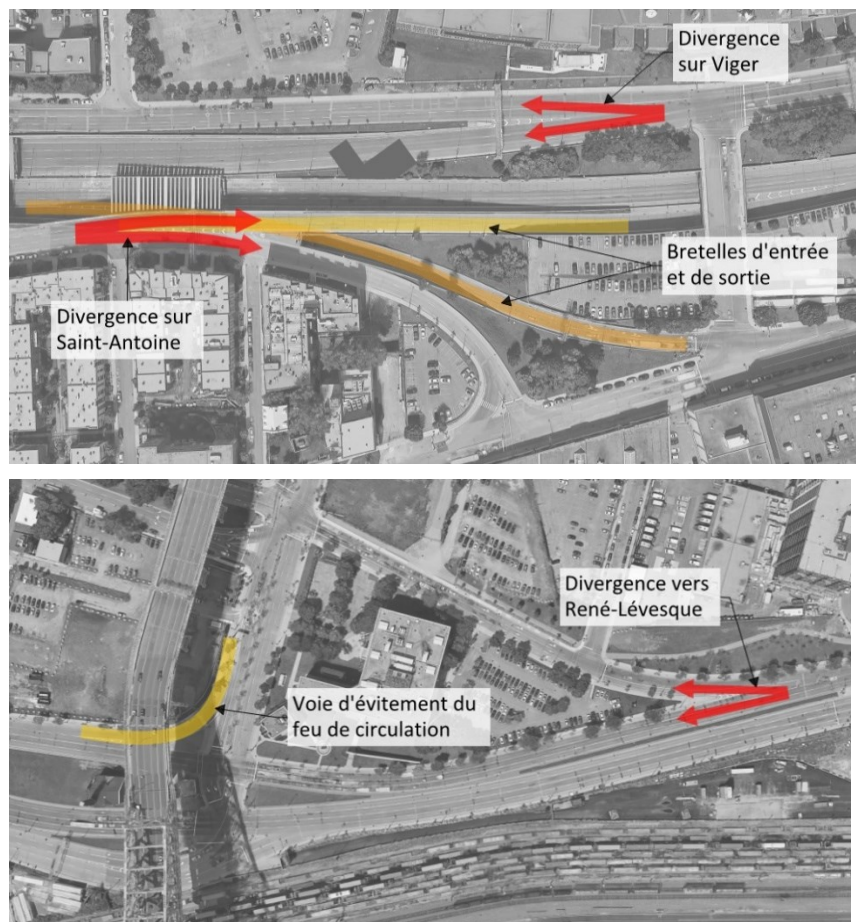 Divergence
sur Viger
Bretelles d'entrée
et de sortie
Divergence sur
Saint-Antoine
Divergence vers
René-Lévesque
Voie d'évitement du
feu de circulation